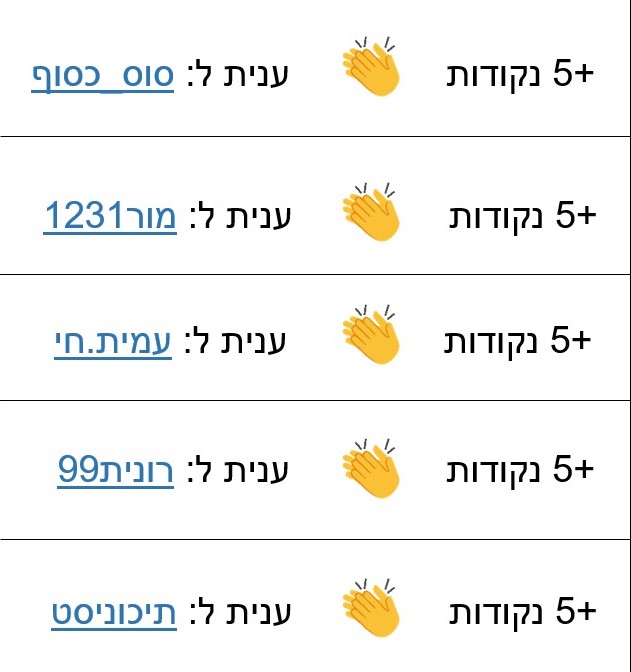 +5 נקודות 👏 ענית ל: סוס_כסוף
+5 נקודות 👏 ענית ל: מור1231
+5 נקודות 👏 ענית ל: עמית.חי
+5 נקודות 👏 ענית ל: רונית99
+5 נקודות 👏 ענית ל: תיכוניסט